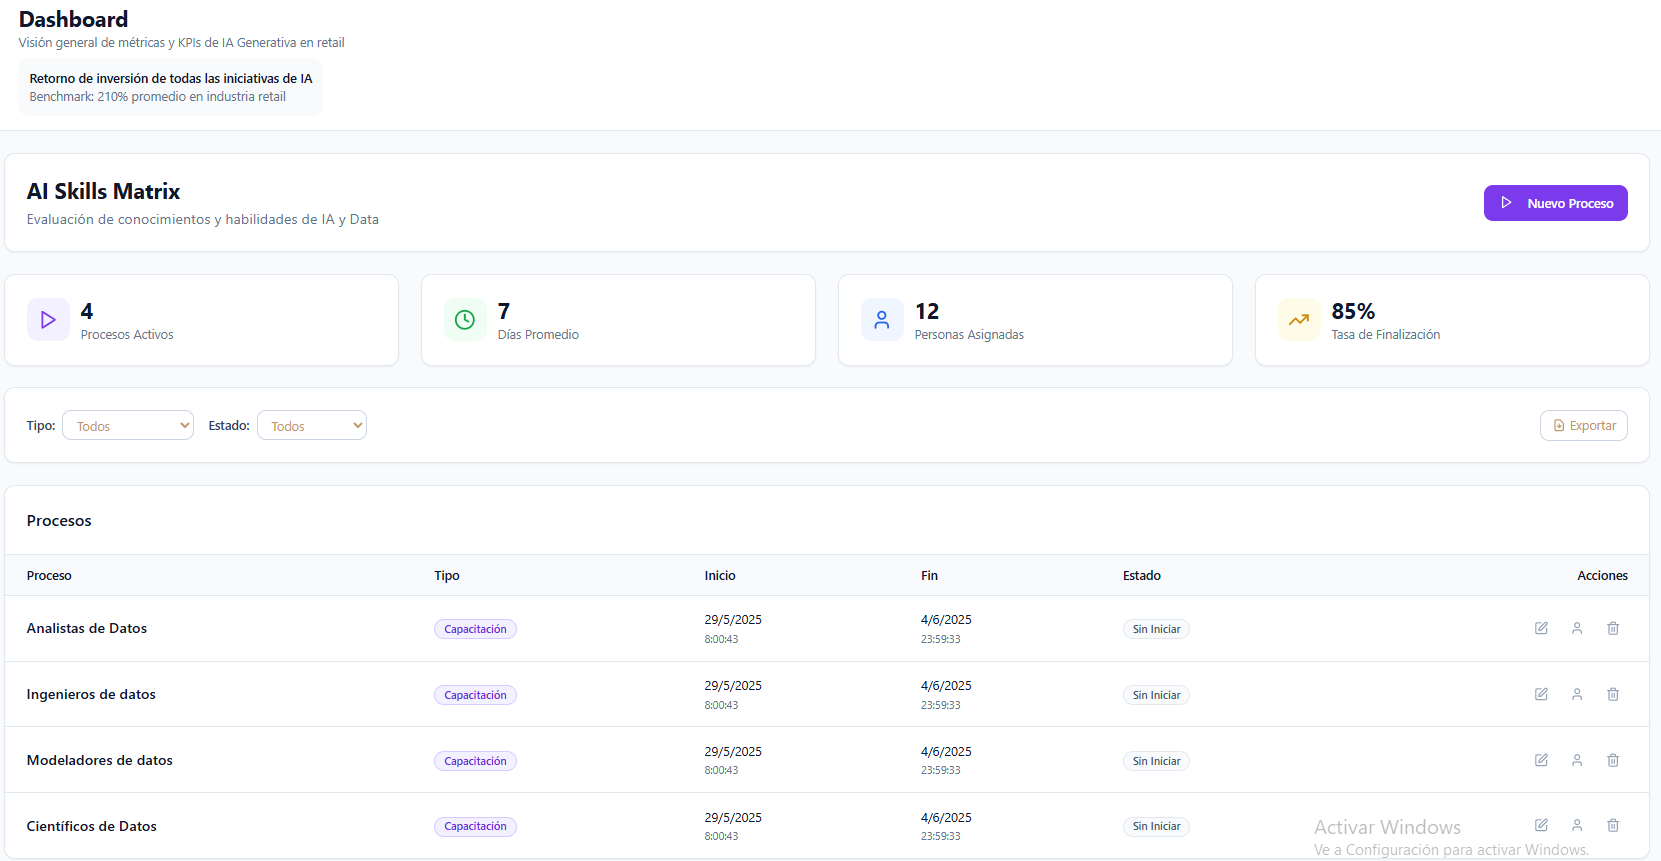 Dashboard
Visión general de métricas y KPIs de IA Generativa en retail
Retorno de inversión de todas las iniciativas de IA
Benchmark: 210% promedio en industria retail
AI Skills Matrix
Evaluación de conocimientos y habilidades de IA y Data
Nuevo Proceso
4
Procesos Activos
7
Días Promedio
12
Personas Asignadas
85%
Tasa de Finalización
Tipo: Todos Estado: Todos Exportar
Procesos
Proceso Tipo Inicio Fin Estado Acciones
Analistas de Datos Capacitación 29/5/2025 4/6/2025 Sin Iniciar
8:00:43 23:59:33
Ingenieros de datos Capacitación 29/5/2025 4/6/2025 Sin Iniciar
8:00:43 23:59:33
Modeladores de datos Capacitación 29/5/2025 4/6/2025 Sin Iniciar
8:00:43 23:59:33
Científicos de Datos Capacitación 29/5/2025 4/6/2025 Sin Iniciar
8:00:43 23:59:33
Activar Windows
Ve a Configuración para activar Windows.